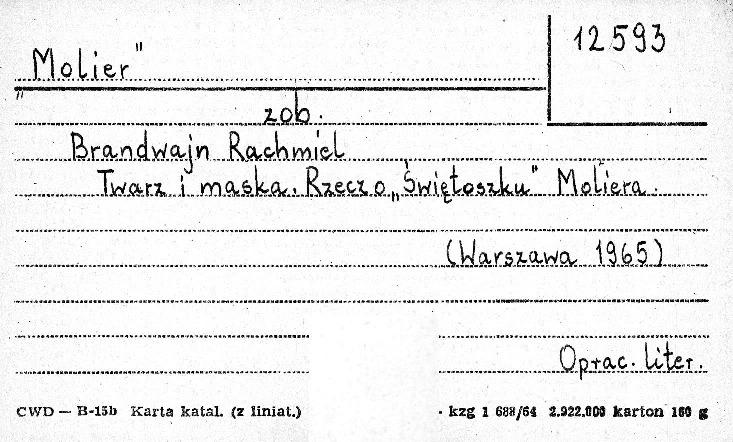 12593
„Molier"
zob.
Brandwajn Rachmiel
Twarz i maska. Rzecz o „Świętoszku" Moliera.
(Warszawa 1965)
Oprac. liter.
CWD — B-15b Karta katal. (z liniat.)
kzg 1 688/64 2.922.000 karton 160 g